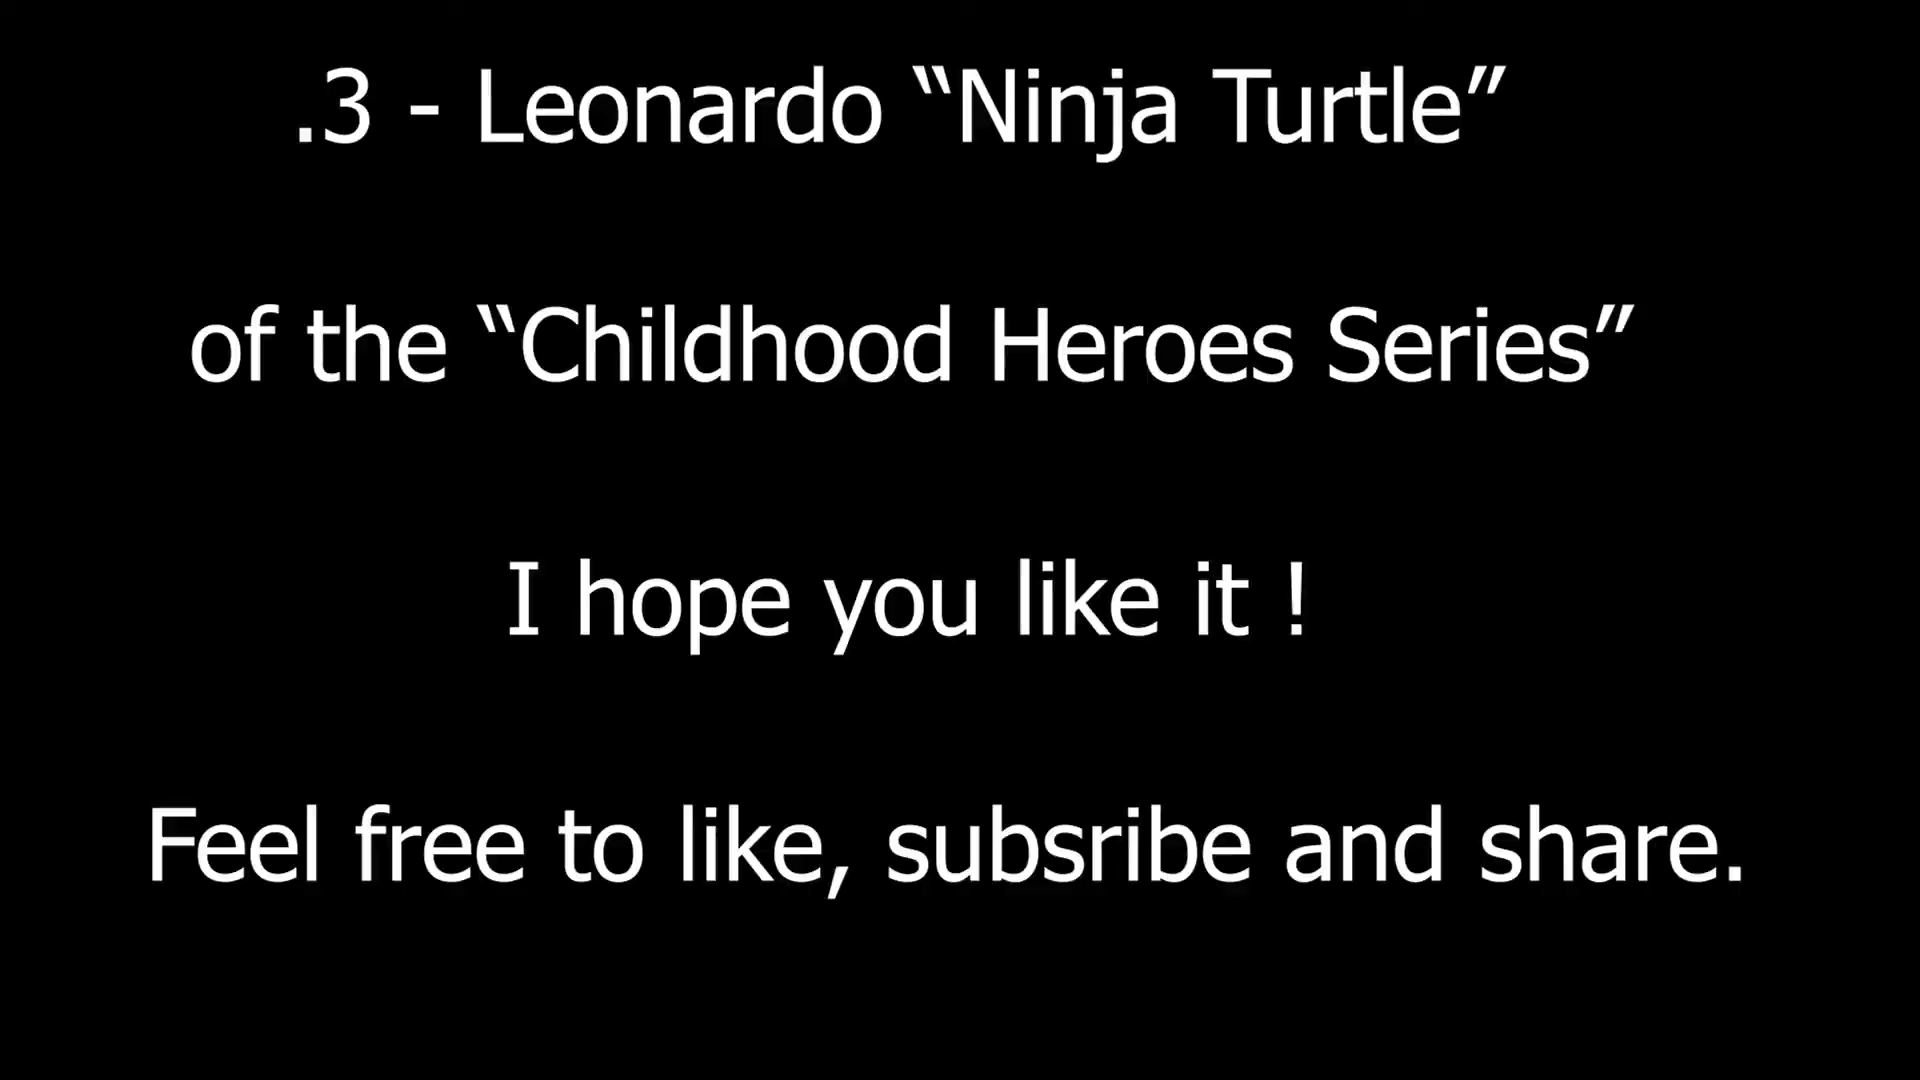 .3 - Leonardo “Ninja Turtle”
of the “Childhood Heroes Series”
I hope you like it !
Feel free to like, subsribe and share.